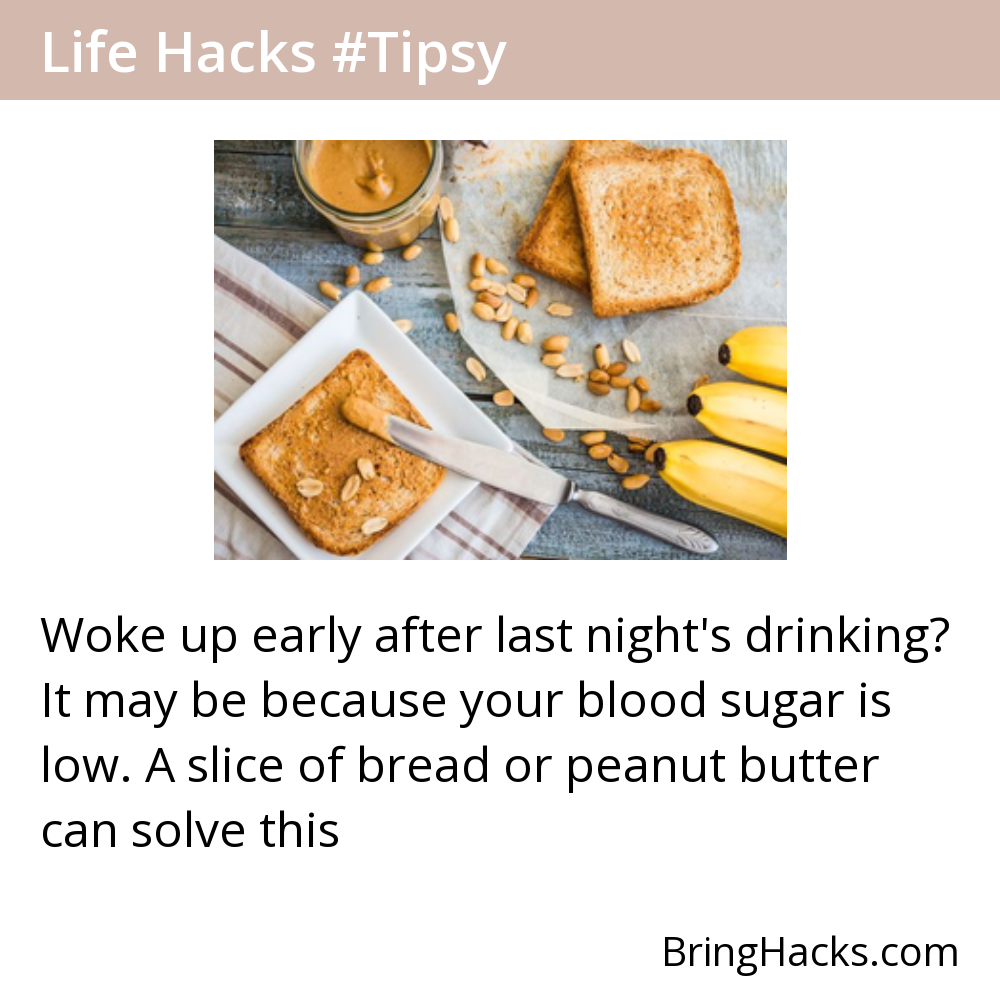 Life Hacks #Tipsy
Woke up early after last night's drinking?
It may be because your blood sugar is
low. A slice of bread or peanut butter
can solve this
BringHacks.com